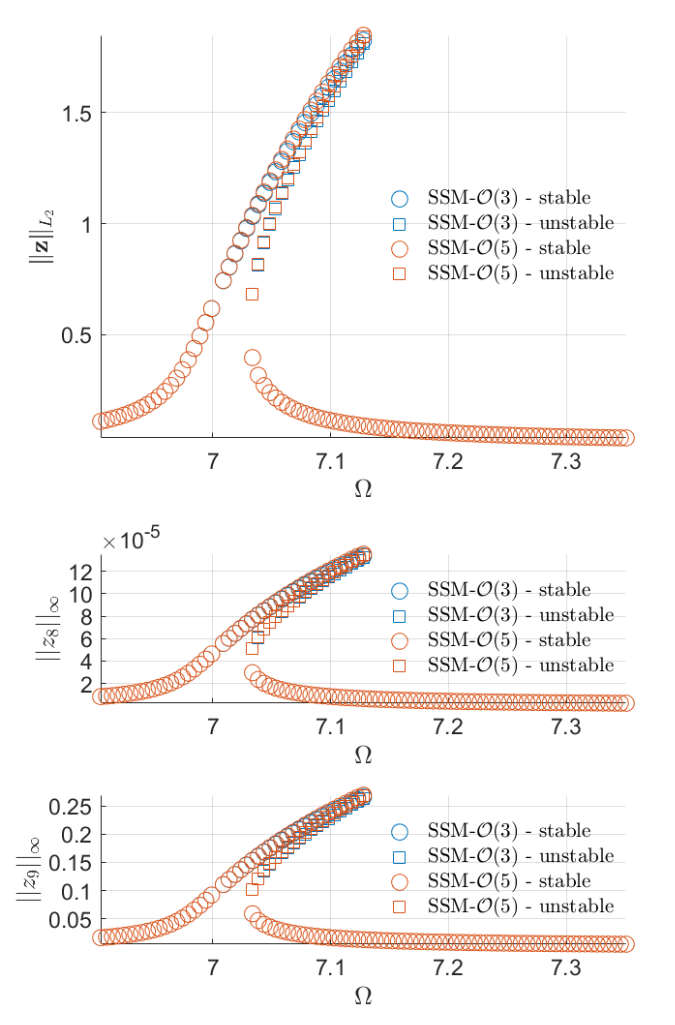 1.5
1
0.5
||z||_{L_2}
SSM-𝒪(3) - stable
SSM-𝒪(3) - unstable
SSM-𝒪(5) - stable
SSM-𝒪(5) - unstable
7 7.1 7.2 7.3
Ω
×10^{-5}
12
10
8
6
4
2
||z_8||_∞
SSM-𝒪(3) - stable
SSM-𝒪(3) - unstable
SSM-𝒪(5) - stable
SSM-𝒪(5) - unstable
7 7.1 7.2 7.3
Ω
0.25
0.2
0.15
0.1
0.05
||z_9||_∞
SSM-𝒪(3) - stable
SSM-𝒪(3) - unstable
SSM-𝒪(5) - stable
SSM-𝒪(5) - unstable
7 7.1 7.2 7.3
Ω